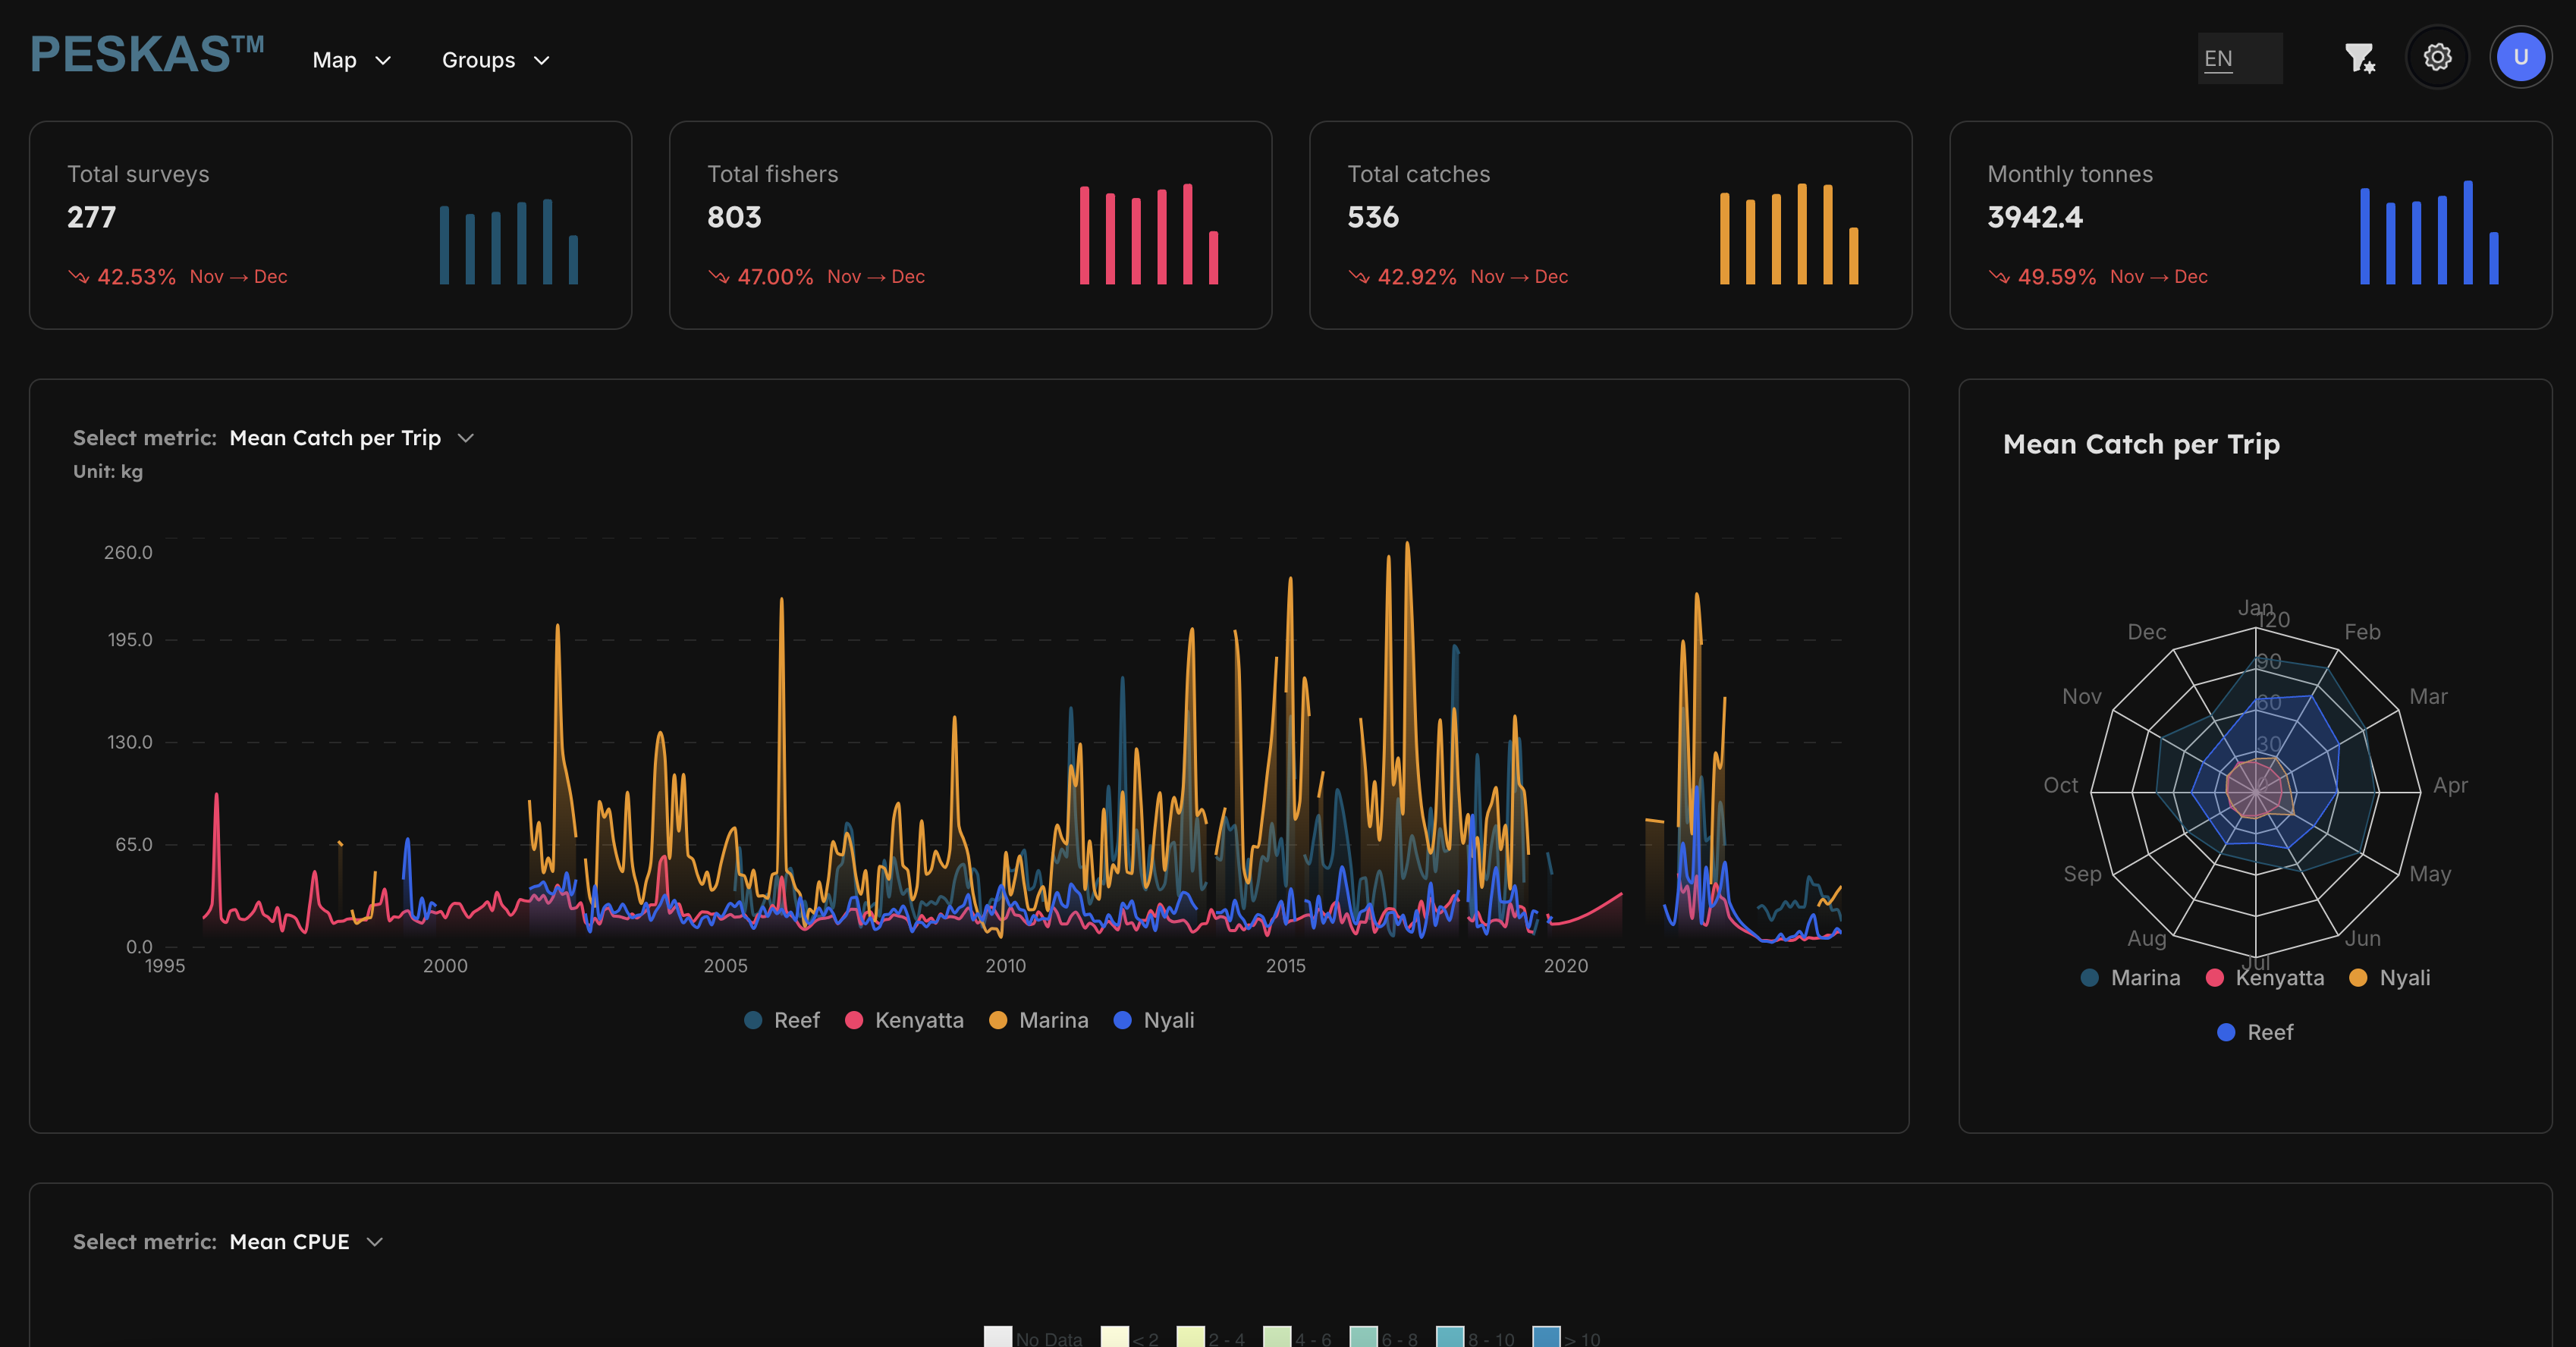 PESKAS™
Map
Groups
EN
U
Total surveys
277
42.53% Nov → Dec
Total fishers
803
47.00% Nov → Dec
Total catches
536
42.92% Nov → Dec
Monthly tonnes
3942.4
49.59% Nov → Dec
Select metric: Mean Catch per Trip
Unit: kg
260.0
195.0
130.0
65.0
0.0
1995 2000 2005 2010 2015 2020
Reef Kenyatta Marina Nyali
Mean Catch per Trip
Jan
120
Dec Feb
90
Nov Mar
60
30
Oct 0 Apr
Sep May
Aug Jun
Jul
Marina Kenyatta Nyali
Reef
Select metric: Mean CPUE
No Data < 2 2 - 4 4 - 6 6 - 8 8 - 10 > 10